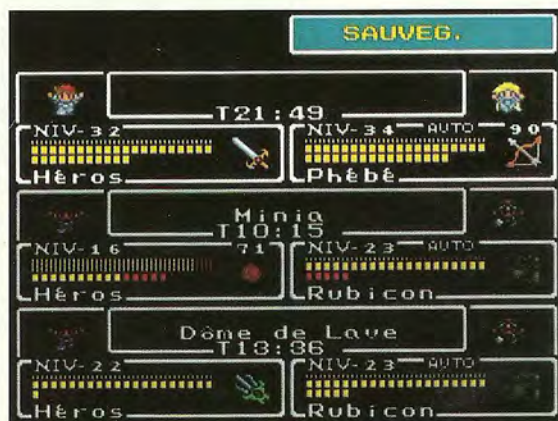 SAUVEG.
T21:49
NIV-32
NIV-34 AUTO 90
Héros
Phébé
Minia
T10:15
NIV-16 71
NIV-23 AUTO
Héros
Rubicon
Dôme de Lave
T13:36
NIV-22
NIV-23 AUTO
Héros
Rubicon